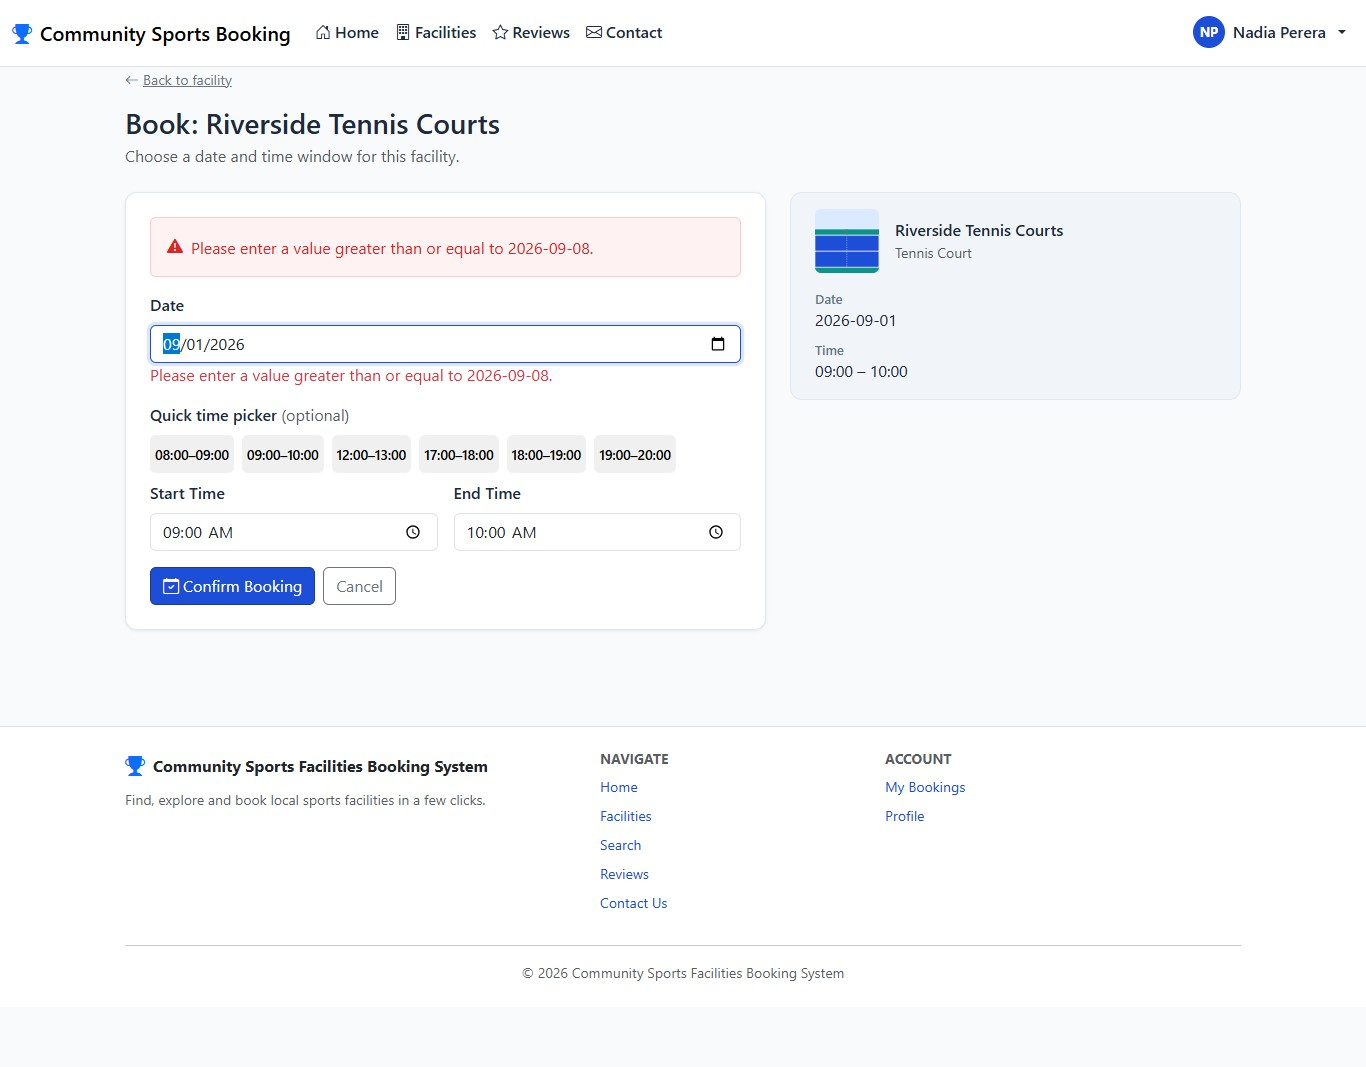 Community Sports Booking
Home
Facilities
Reviews
Contact
NP
Nadia Perera
← Back to facility
Book: Riverside Tennis Courts
Choose a date and time window for this facility.
Please enter a value greater than or equal to 2026-09-08.
Date
09/01/2026
Please enter a value greater than or equal to 2026-09-08.
Quick time picker (optional)
08:00–09:00
09:00–10:00
12:00–13:00
17:00–18:00
18:00–19:00
19:00–20:00
Start Time
09:00 AM
End Time
10:00 AM
Confirm Booking
Cancel
Riverside Tennis Courts
Tennis Court
Date
2026-09-01
Time
09:00 – 10:00
Community Sports Facilities Booking System
Find, explore and book local sports facilities in a few clicks.
NAVIGATE
Home
Facilities
Search
Reviews
Contact Us
ACCOUNT
My Bookings
Profile
© 2026 Community Sports Facilities Booking System